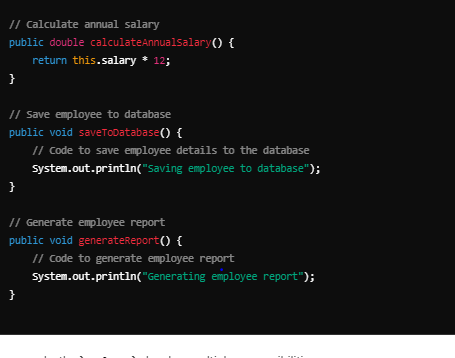 // Calculate annual salary
public double calculateAnnualSalary() {
    return this.salary * 12;
}
// Save employee to database
public void saveToDatabase() {
    // Code to save employee details to the database
    System.out.println("Saving employee to database");
}
// Generate employee report
public void generateReport() {
    // Code to generate employee report
    System.out.println("Generating employee report");
}